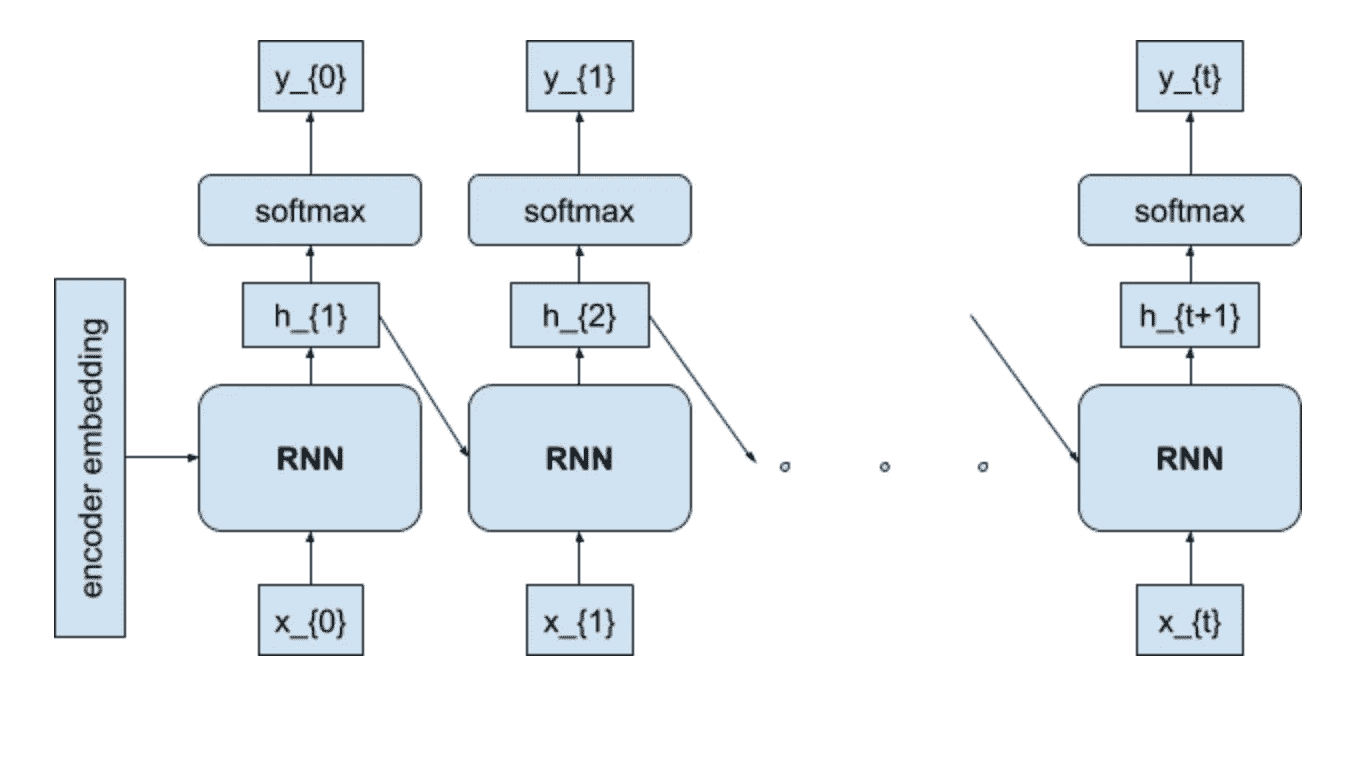 y_{0}
y_{1}
y_{t}
softmax
softmax
softmax
h_{1}
h_{2}
h_{t+1}
encoder embedding
RNN
RNN
RNN
x_{0}
x_{1}
x_{t}